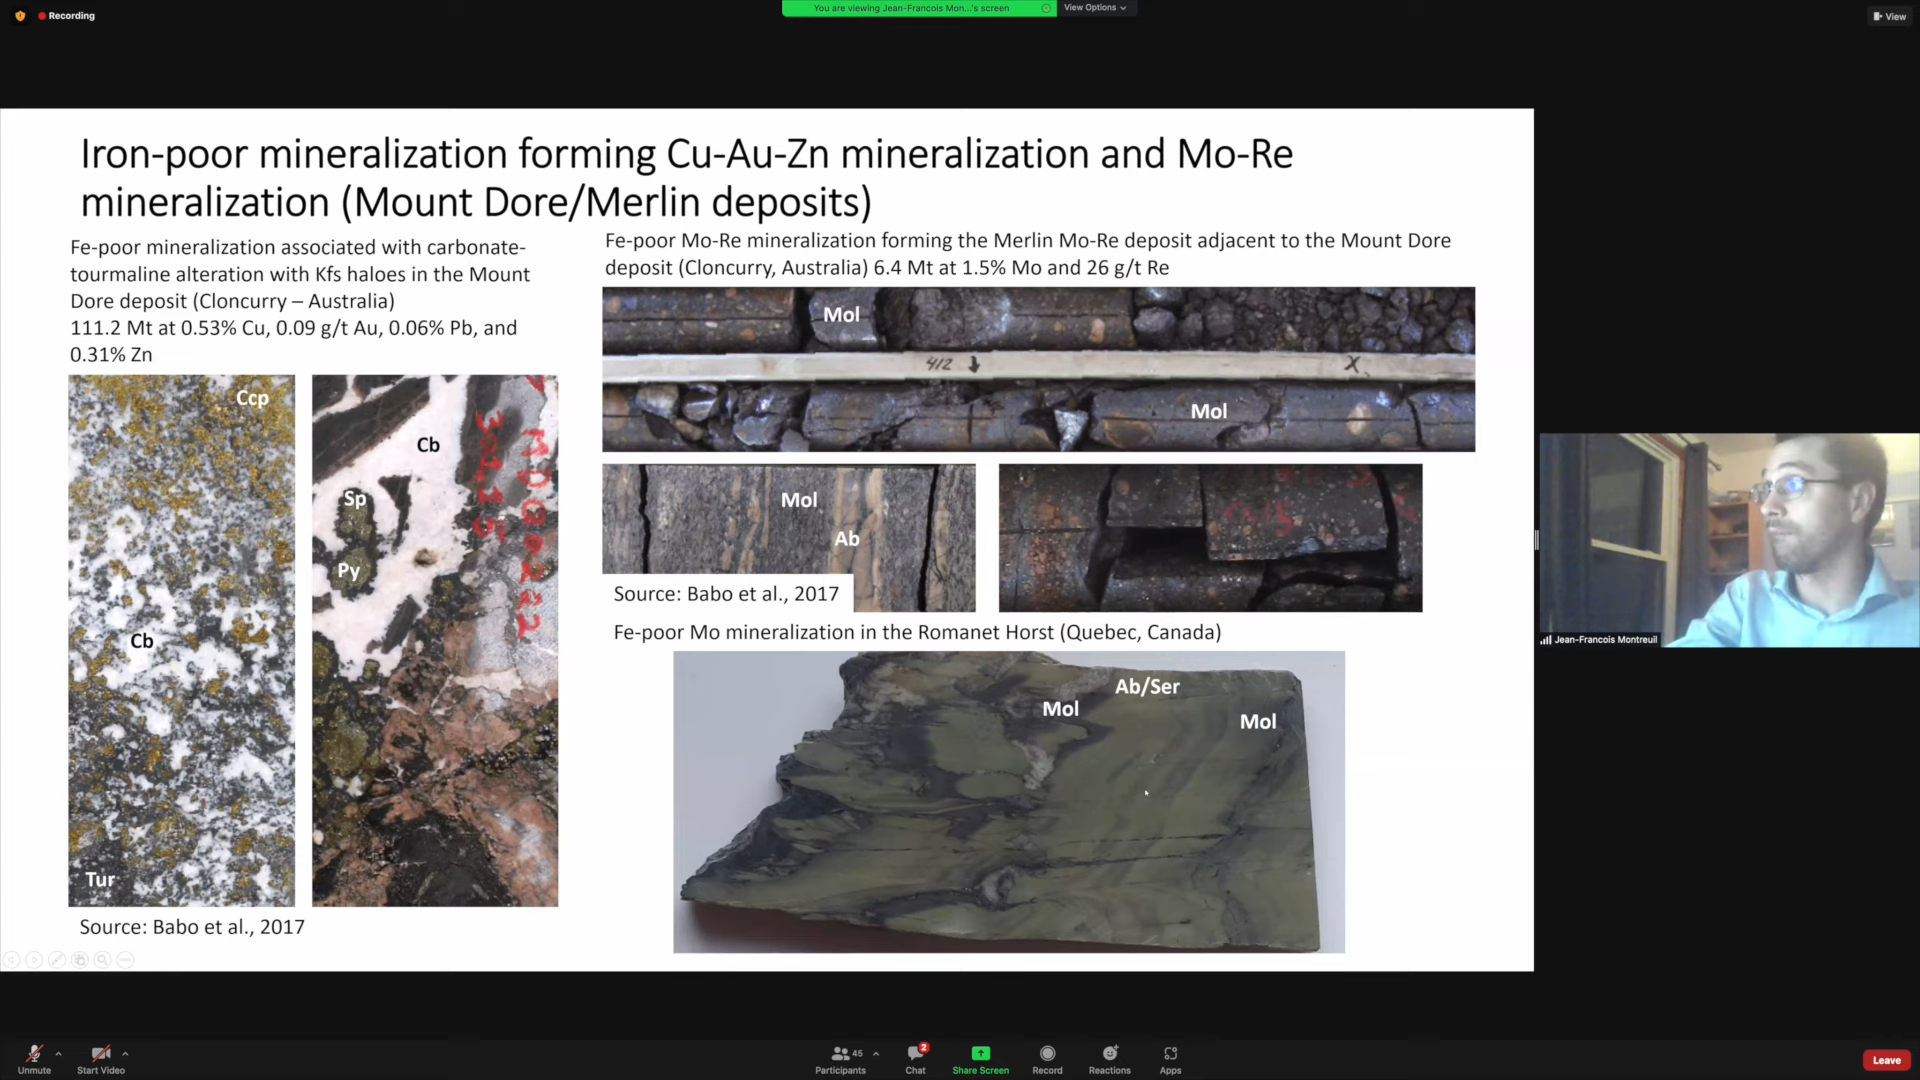 Recording
You are viewing Jean-Francois Mon...'s screen
View Options
View
Iron-poor mineralization forming Cu-Au-Zn mineralization and Mo-Re
mineralization (Mount Dore/Merlin deposits)
Fe-poor mineralization associated with carbonate-
tourmaline alteration with Kfs haloes in the Mount
Dore deposit (Cloncurry – Australia)
111.2 Mt at 0.53% Cu, 0.09 g/t Au, 0.06% Pb, and
0.31% Zn
Ccp
Cb
Tur
Cb
Sp
Py
Source: Babo et al., 2017
Fe-poor Mo-Re mineralization forming the Merlin Mo-Re deposit adjacent to the Mount Dore
deposit (Cloncurry, Australia) 6.4 Mt at 1.5% Mo and 26 g/t Re
Mol
412
X
Mol
Mol
Ab
Source: Babo et al., 2017
Fe-poor Mo mineralization in the Romanet Horst (Quebec, Canada)
Ab/Ser
Mol
Mol
Jean-Francois Montreuil
Unmute
Start Video
45
Participants
2
Chat
Share Screen
Record
Reactions
Apps
Leave